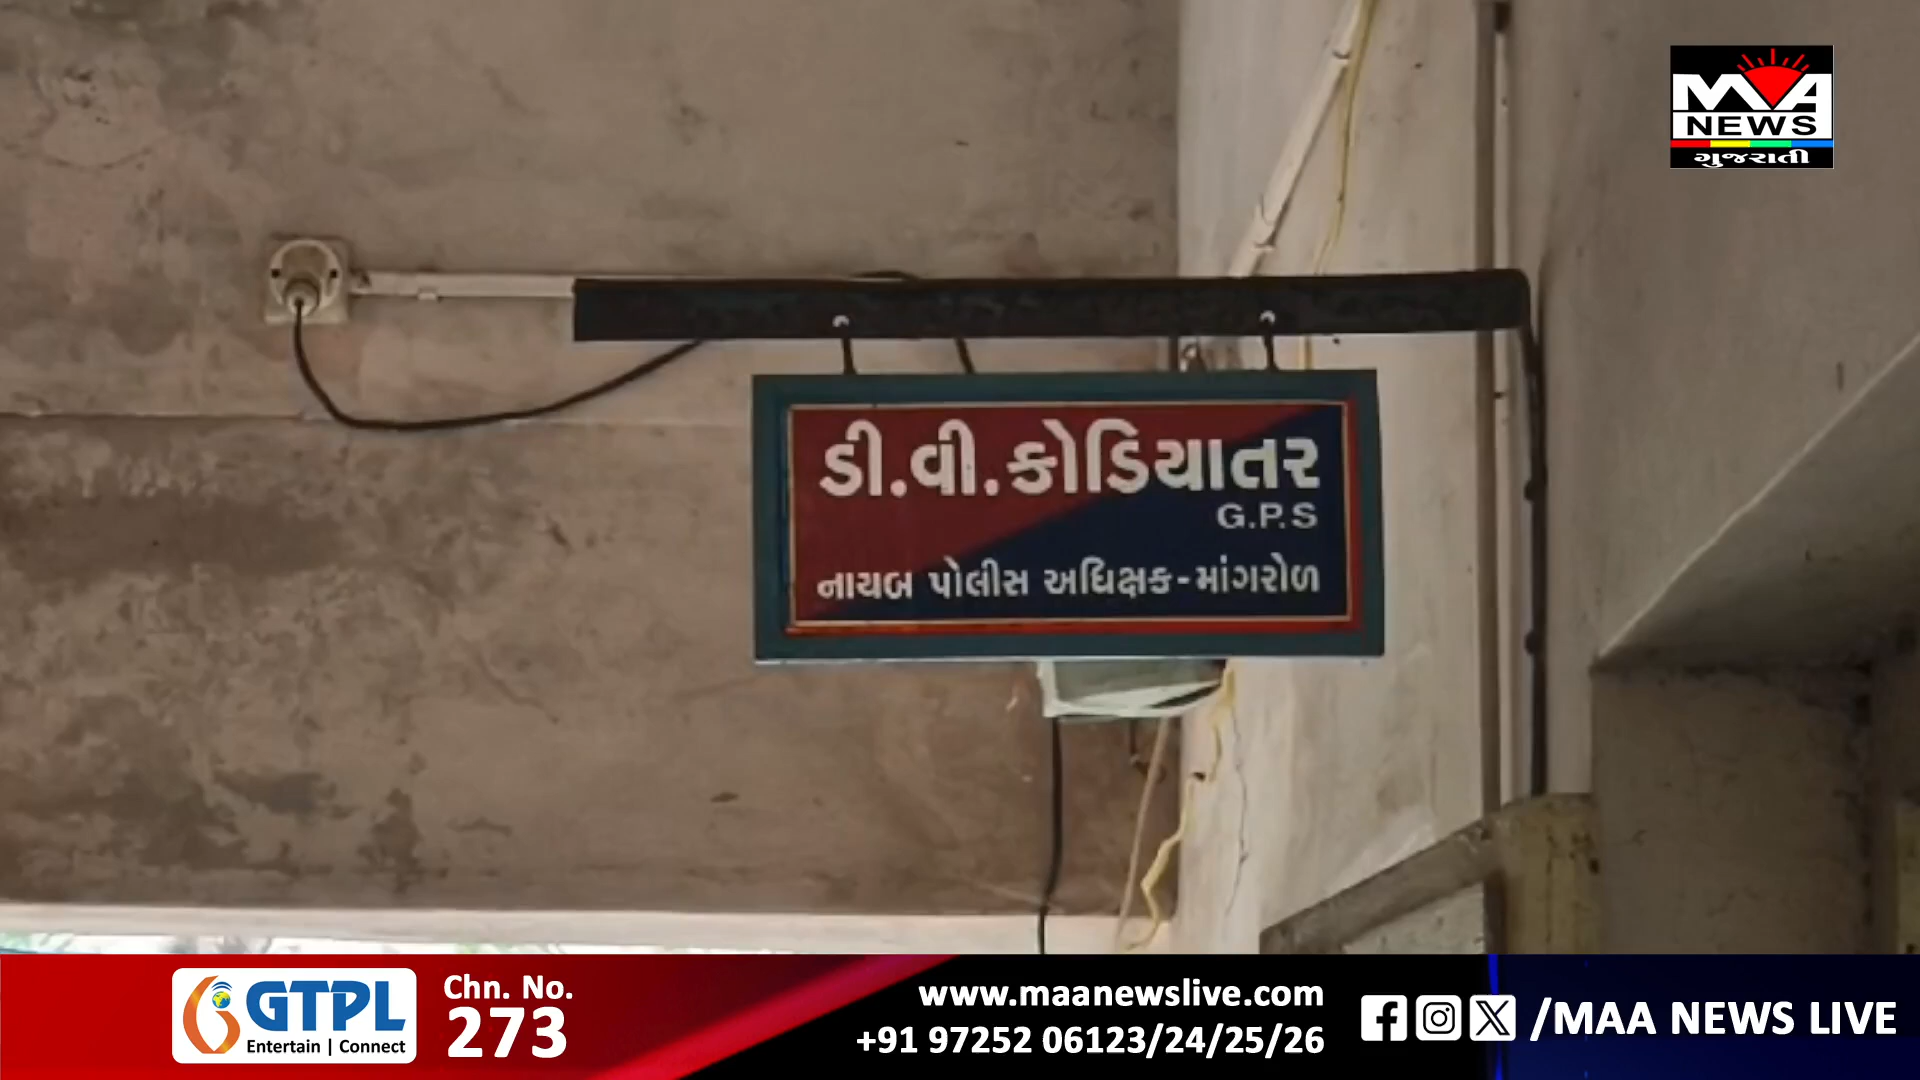 MAA
NEWS
ગુજરાતી
ડી.વી.કોડિયાતર
G.P.S
નાયબ પોલીસ અધિક્ષક-માંગરોળ
GTPL
Entertain | Connect
Chn. No.
273
www.maanewslive.com
+91 97252 06123/24/25/26
/MAA NEWS LIVE